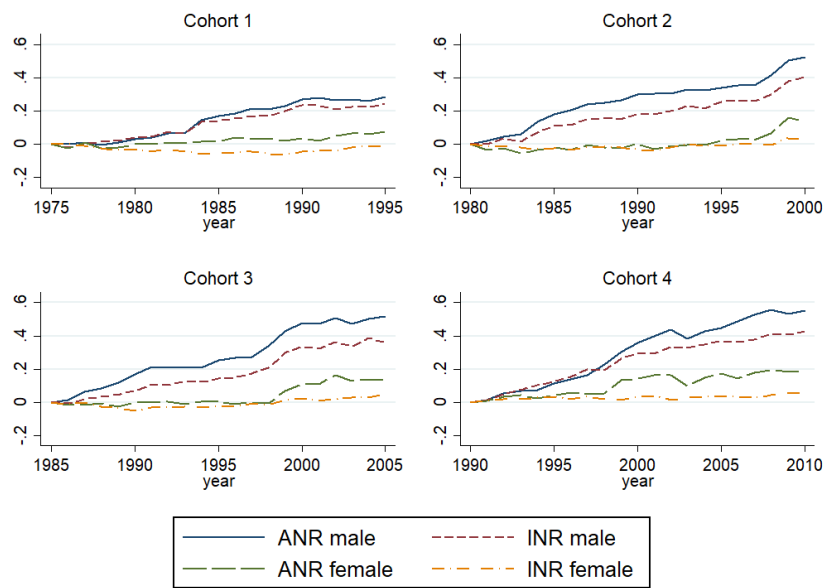 Cohort 1
.6
.4
.2
0
-.2
1975 1980 1985 1990 1995
year
Cohort 2
.6
.4
.2
0
-.2
1980 1985 1990 1995 2000
year
Cohort 3
.6
.4
.2
0
-.2
1985 1990 1995 2000 2005
year
Cohort 4
.6
.4
.2
0
-.2
1990 1995 2000 2005 2010
year
ANR male INR male
ANR female INR female